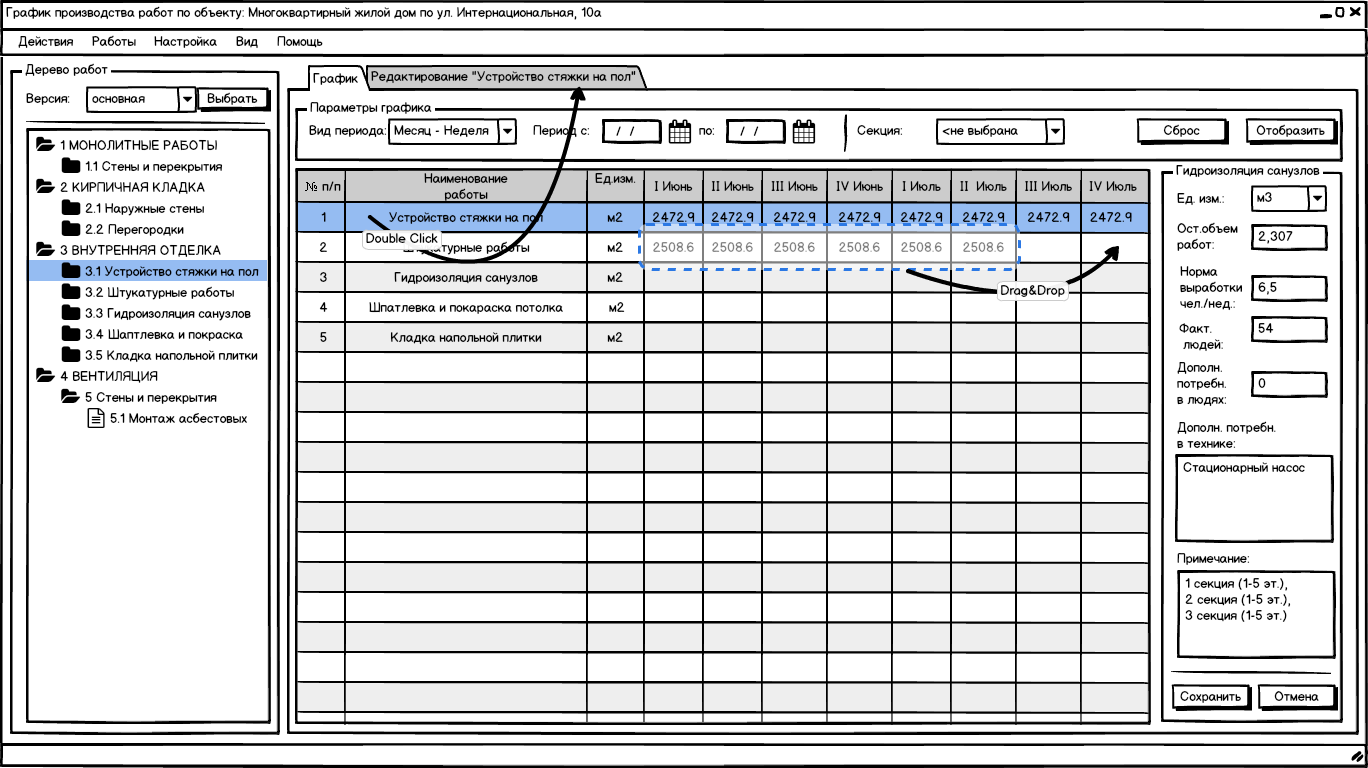 График производства работ по объекту: Многоквартирный жилой дом по ул. Интернациональная, 10а
Действия Работы Настройка Вид Помощь
Дерево работ
Версия: основная Выбрать
1 МОНОЛИТНЫЕ РАБОТЫ
1.1 Стены и перекрытия
2 КИРПИЧНАЯ КЛАДКА
2.1 Наружные стены
2.2 Перегородки
3 ВНУТРЕННЯЯ ОТДЕЛКА
3.1 Устройство стяжки на пол
3.2 Штукатурные работы
3.3 Гидроизоляция санузлов
3.4 Шаптлевка и покраска
3.5 Кладка напольной плитки
4 ВЕНТИЛЯЦИЯ
5 Стены и перекрытия
5.1 Монтаж асбестовых
График Редактирование "Устройство стяжки на пол"
Параметры графика
Вид периода: Месяц - Неделя Период с: / / по: / / Секция: <не выбрана Сброс Отобразить
№ п/п Наименование работы Ед.изм. I Июнь II Июнь III Июнь IV Июнь I Июль II Июль III Июль IV Июль
1 Устройство стяжки на пол м2 2472.9 2472.9 2472.9 2472.9 2472.9 2472.9 2472.9 2472.9
Double Click
2 Штукатурные работы м2 2508.6 2508.6 2508.6 2508.6 2508.6 2508.6
3 Гидроизоляция санузлов м2
Drag&Drop
4 Шпатлевка и покараска потолка м2
5 Кладка напольной плитки м2
Гидроизоляция санузлов
Ед. изм.: м3
Ост.объем
работ: 2,307
Норма
выработки
чел./нед.: 6,5
Факт.
людей: 54
Дополн.
потребн.
в людях: 0
Дополн. потребн.
в технике:
Стационарный насос
Примечание:
1 секция (1-5 эт.),
2 секция (1-5 эт.),
3 секция (1-5 эт.)
Сохранить Отмена